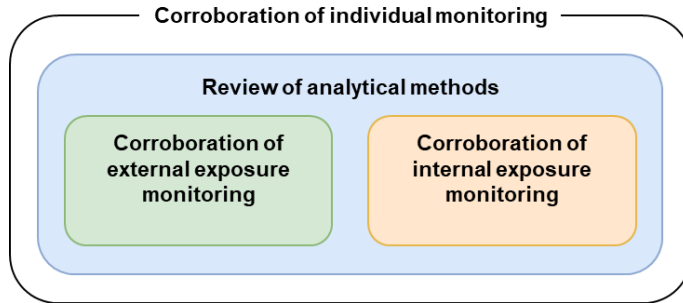 Corroboration of individual monitoring
Review of analytical methods
Corroboration of
external exposure
monitoring
Corroboration of
internal exposure
monitoring